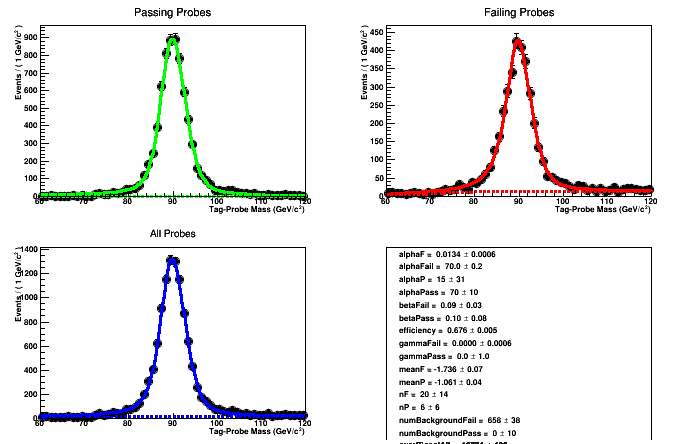 Passing Probes
Events / ( 1 GeV/c² )
900
800
700
600
500
400
300
200
100
0
60 70 80 90 100 110 120
Tag-Probe Mass (GeV/c²)
Failing Probes
Events / ( 1 GeV/c² )
450
400
350
300
250
200
150
100
50
0
60 70 80 90 100 110 120
Tag-Probe Mass (GeV/c²)
All Probes
Events / ( 1 GeV/c² )
1400
1200
1000
800
600
400
200
0
60 70 80 90 100 110 120
Tag-Probe Mass (GeV/c²)
alphaF = 0.0134 ± 0.0006
alphaFail = 70.0 ± 0.2
alphaP = 15 ± 31
alphaPass = 70 ± 10
betaFail = 0.09 ± 0.03
betaPass = 0.10 ± 0.08
efficiency = 0.676 ± 0.005
gammaFail = 0.0000 ± 0.0006
gammaPass = 0.0 ± 1.0
meanF = -1.736 ± 0.07
meanP = -1.061 ± 0.04
nF = 20 ± 14
nP = 6 ± 6
numBackgroundFail = 658 ± 38
numBackgroundPass = 0 ± 10